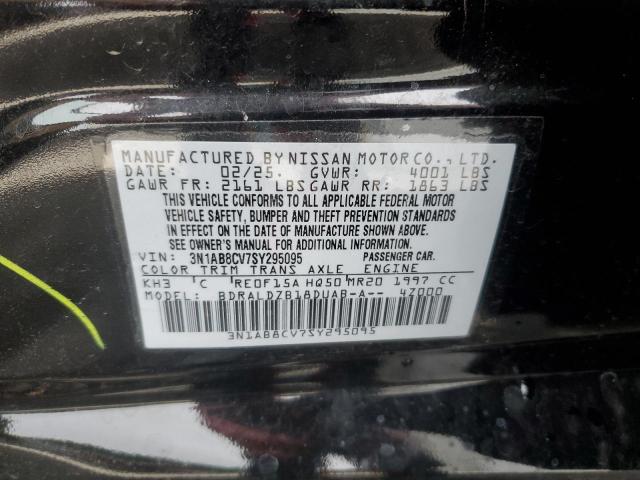 MANUFACTURED BY NISSAN MOTOR CO., LTD.
DATE: 02/25. GVWR: 4001 LBS
GAWR FR: 2161 LBS GAWR RR: 1863 LBS
THIS VEHICLE CONFORMS TO ALL APPLICABLE FEDERAL MOTOR
VEHICLE SAFETY, BUMPER AND THEFT PREVENTION STANDARDS
IN EFFECT ON THE DATE OF MANUFACTURE SHOWN ABOVE.
SEE OWNER'S MANUAL FOR ADDITIONAL INFORMATION.
VIN: 3N1AB8CV7SY295095 PASSENGER CAR.
COLOR TRIM TRANS AXLE ENGINE
KH3 C RE0F15A HQ50 MR20 1997 CC
MODEL: BDRALDZB18DUAB-A-- 4Z000
3N1AB8CV7SY295095